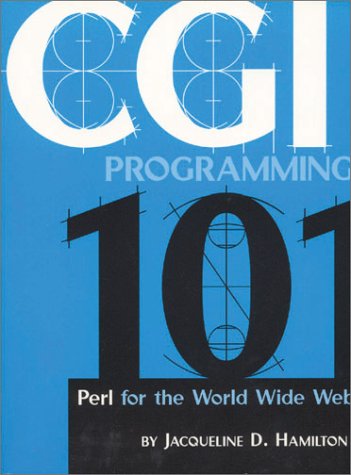 CGI
PROGRAMMING
101
Perl for the World Wide Web
BY JACQUELINE D. HAMILTON